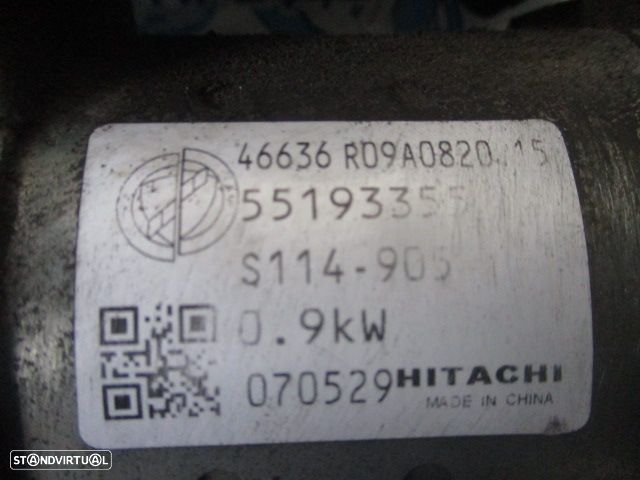 46636 R09A0820 15
55193355
S114-905
0.9kW
070529 HITACHI
MADE IN CHINA
STANDVIRTUAL